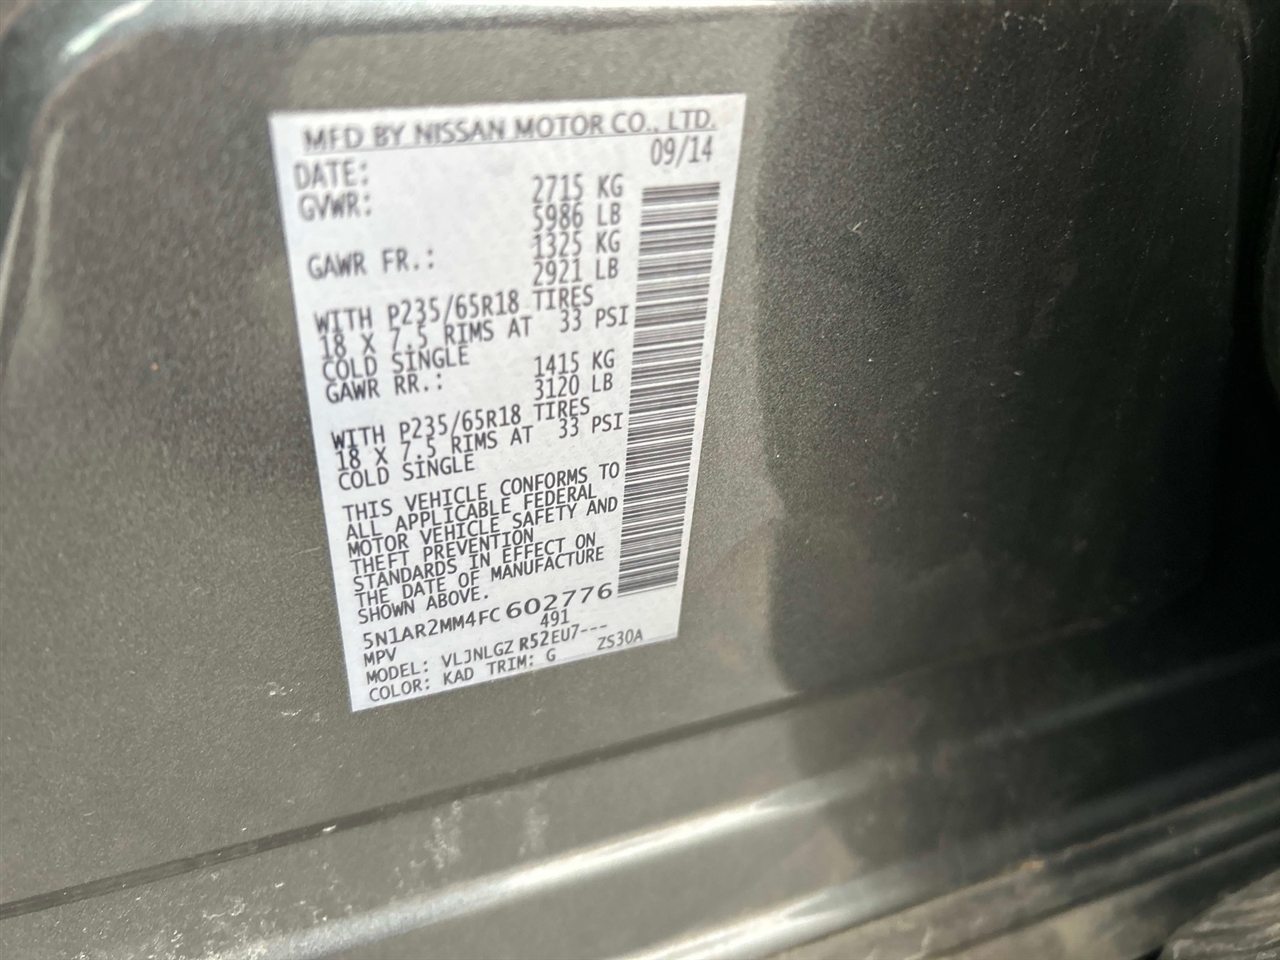 MFD BY NISSAN MOTOR CO., LTD.
DATE: 09/14
GVWR: 2715 KG
5986 LB
GAWR FR.: 1325 KG
2921 LB
WITH P235/65R18 TIRES
18 X 7.5 RIMS AT 33 PSI
COLD SINGLE
GAWR RR.: 1415 KG
3120 LB
WITH P235/65R18 TIRES
18 X 7.5 RIMS AT 33 PSI
COLD SINGLE
THIS VEHICLE CONFORMS TO
ALL APPLICABLE FEDERAL
MOTOR VEHICLE SAFETY AND
THEFT PREVENTION
STANDARDS IN EFFECT ON
THE DATE OF MANUFACTURE
SHOWN ABOVE.
5N1AR2MM4FC602776
MPV 491
MODEL: VLJNLGZ R52EU7---
COLOR: KAD TRIM: G ZS30A